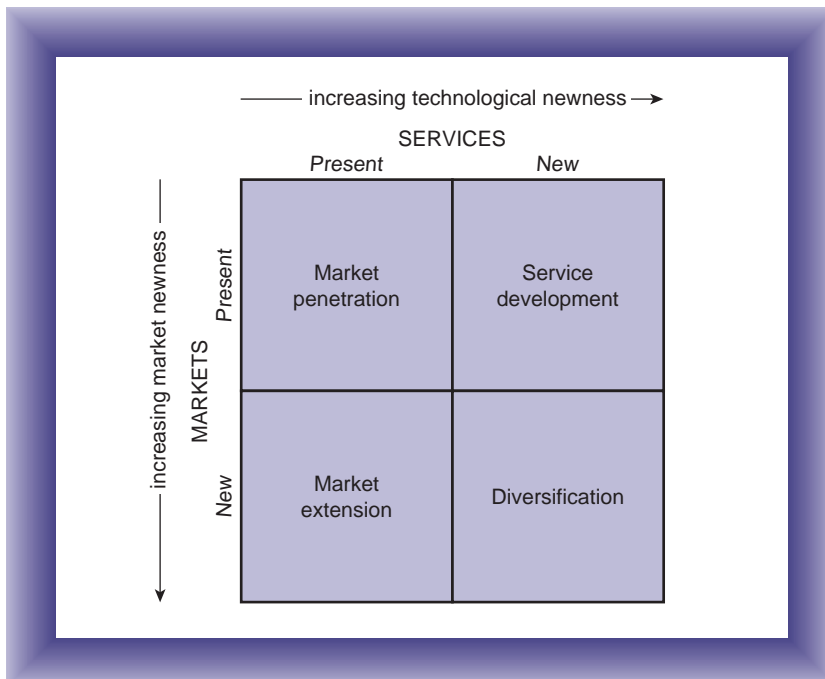 increasing technological newness
SERVICES
Present
New
increasing market newness
MARKETS
Present
Market
penetration
Service
development
New
Market
extension
Diversification